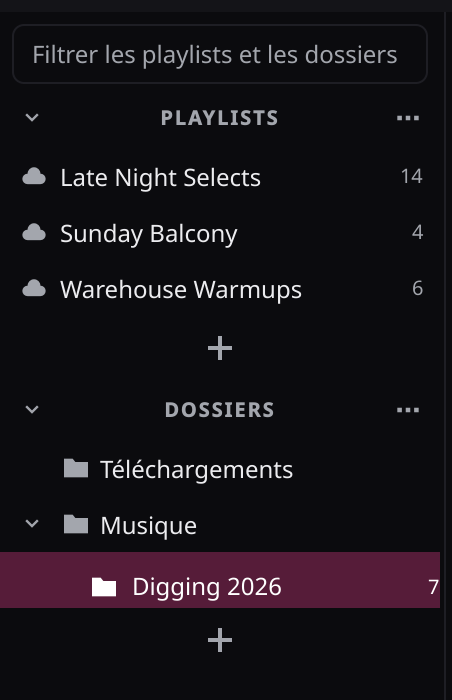 Filtrer les playlists et les dossiers
PLAYLISTS
Late Night Selects 14
Sunday Balcony 4
Warehouse Warmups 6
DOSSIERS
Téléchargements
Musique
Digging 2026 7